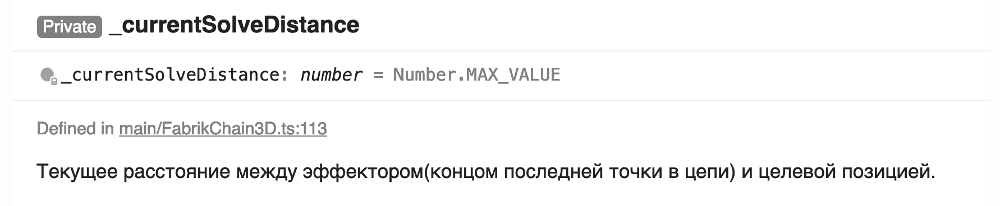 Private _currentSolveDistance
_currentSolveDistance: number = Number.MAX_VALUE
Defined in main/FabrikChain3D.ts:113
Текущее расстояние между эффектором(концом последней точки в цепи) и целевой позицией.